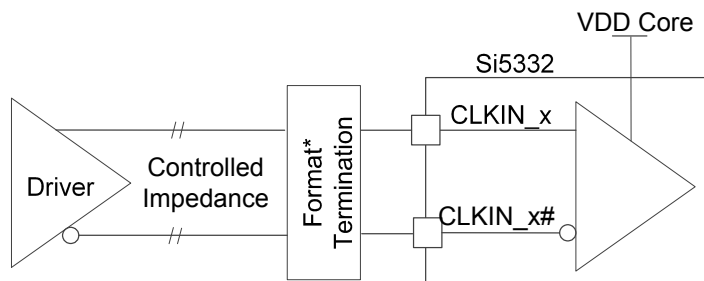 VDD Core
Si5332
CLKIN_x
Driver
Controlled
Impedance
Format*
Termination
CLKIN_x#